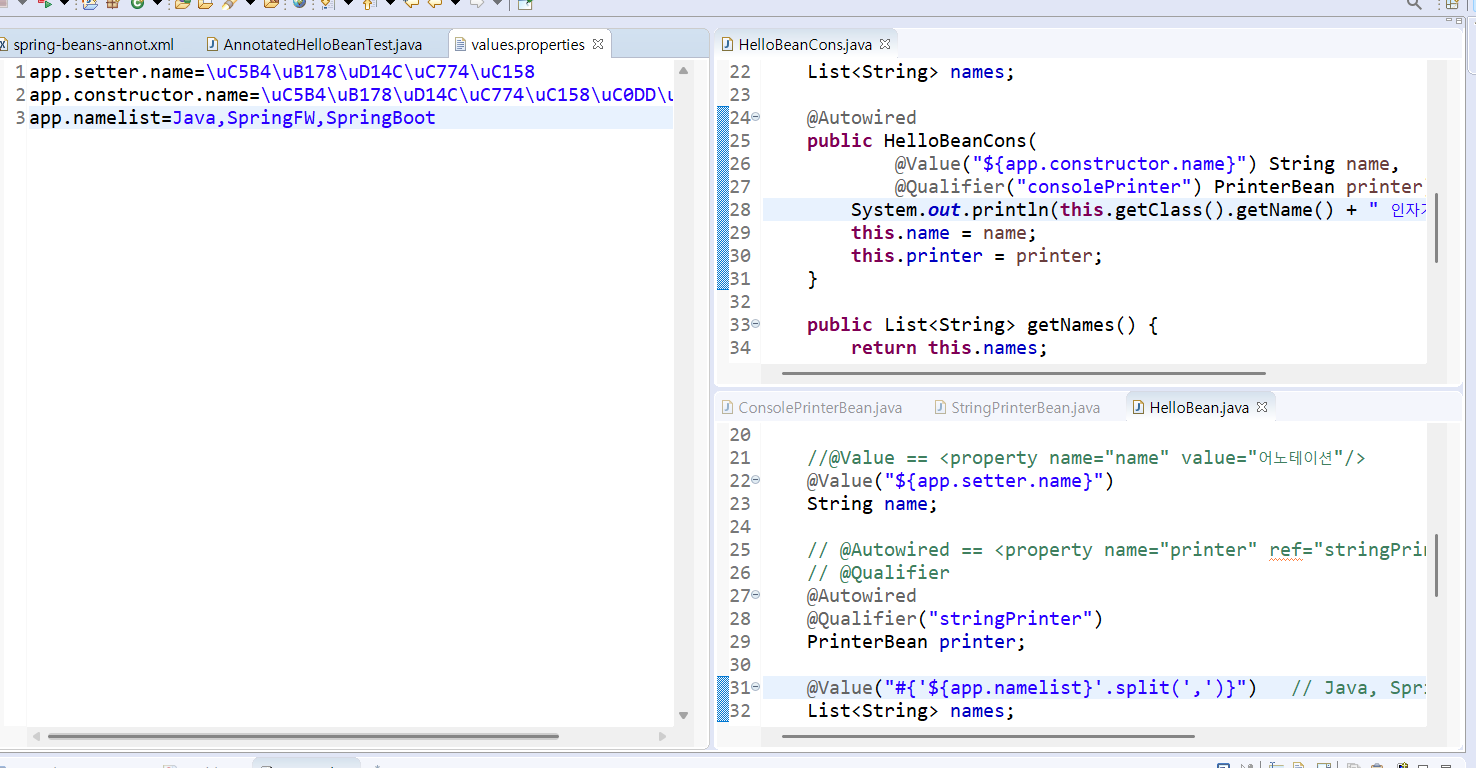 spring-beans-annot.xml AnnotatedHelloBeanTest.java values.properties
1 app.setter.name=\uC5B4\uB178\uD14C\uC774\uC158
2 app.constructor.name=\uC5B4\uB178\uD14C\uC774\uC158\uC0DD\u
3 app.namelist=Java,SpringFW,SpringBoot
HelloBeanCons.java
22 List<String> names;
23
24 @Autowired
25 public HelloBeanCons(
26 @Value("${app.constructor.name}") String name,
27 @Qualifier("consolePrinter") PrinterBean printer
28 System.out.println(this.getClass().getName() + " 인자
29 this.name = name;
30 this.printer = printer;
31 }
32
33 public List<String> getNames() {
34 return this.names;
ConsolePrinterBean.java StringPrinterBean.java HelloBean.java
20
21 //@Value == <property name="name" value="어노테이션"/>
22 @Value("${app.setter.name}")
23 String name;
24
25 // @Autowired == <property name="printer" ref="stringPri
26 // @Qualifier
27 @Autowired
28 @Qualifier("stringPrinter")
29 PrinterBean printer;
30
31 @Value("#{'${app.namelist}'.split(',')}") // Java, Spr
32 List<String> names;